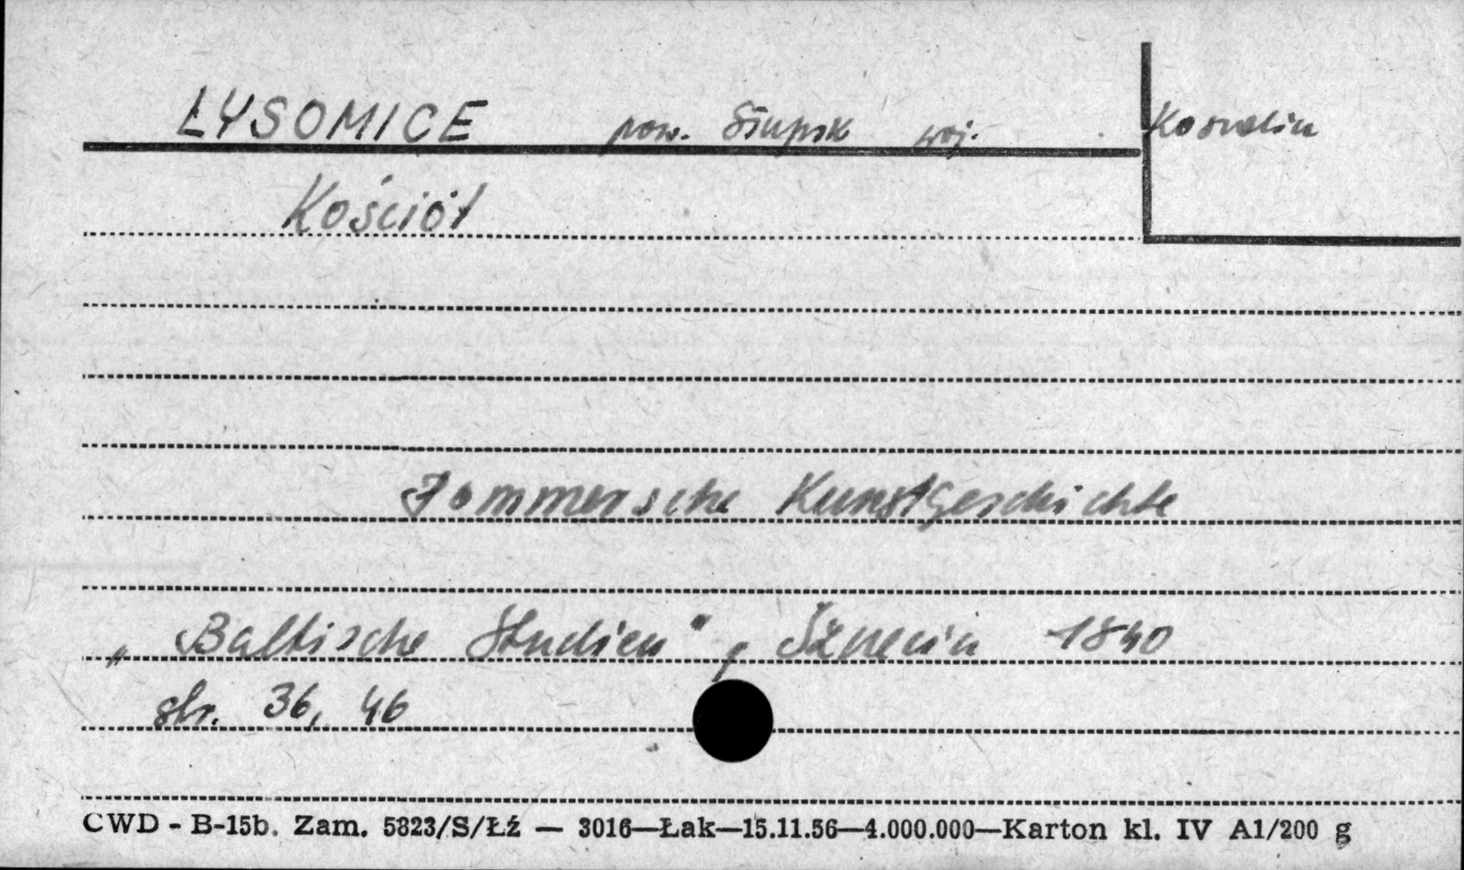 ŁYSOMICE pow. Słupsk woj. Koszalin
Kościół
Pommersche Kunstgeschichte
„Baltische Studien", Szczecin 1840
str. 36, 46
CWD - B-15b. Zam. 5823/S/Łź — 3016—Łak—15.11.56—4.000.000—Karton kl. IV A1/200 g